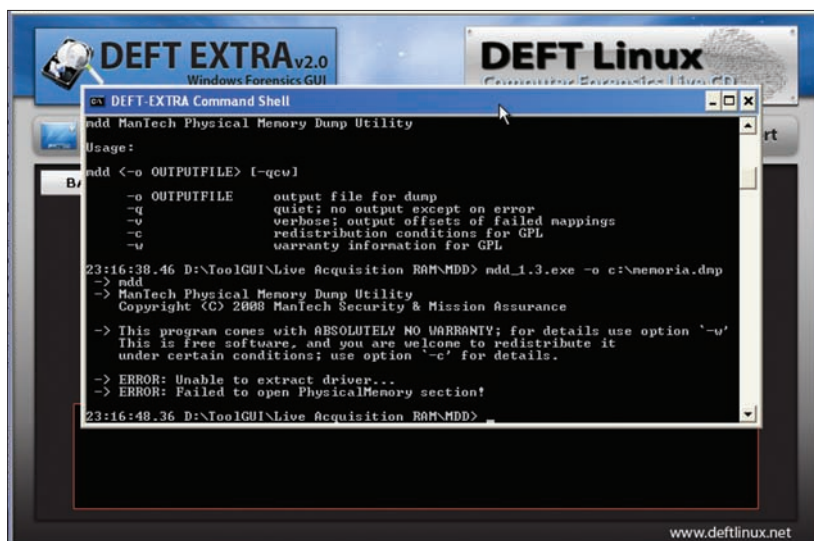 DEFT EXTRA v2.0
Windows Forensics GUI
DEFT Linux
Computer Forensics Live CD
DEFT-EXTRA Command Shell
mdd ManTech Physical Memory Dump Utility
Usage:
mdd <-o OUTPUTFILE> [-qcw]
-o OUTPUTFILE output file for dump
-q quiet; no output except on error
-v verbose; output offsets of failed mappings
-c redistribution conditions for GPL
-w warranty information for GPL
23:16:38.46 D:\ToolGUI\Live Acquisition RAM\MDD> mdd_1.3.exe -o c:\memoria.dmp
-> mdd
-> ManTech Physical Memory Dump Utility
Copyright (C) 2008 ManTech Security & Mission Assurance
-> This program comes with ABSOLUTELY NO WARRANTY; for details use option `-w'
This is free software, and you are welcome to redistribute it
under certain conditions; use option `-c' for details.
-> ERROR: Unable to extract driver...
-> ERROR: Failed to open PhysicalMemory section!
23:16:48.36 D:\ToolGUI\Live Acquisition RAM\MDD> _
www.deftlinux.net